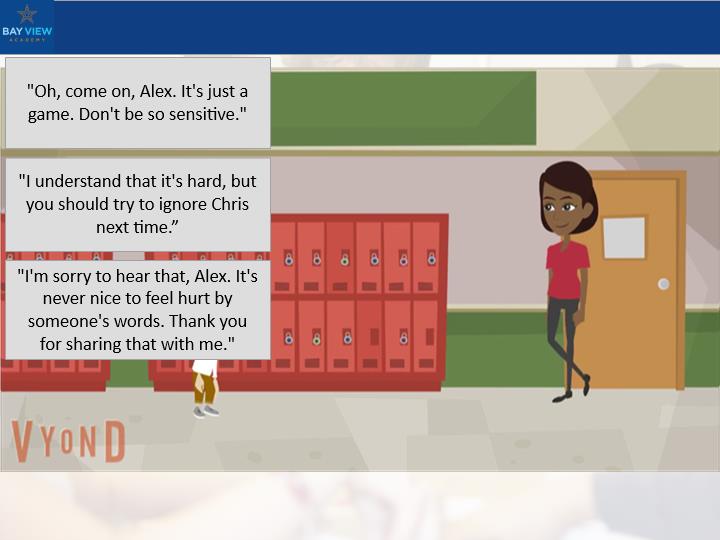 BAY VIEW
ACADEMY
"Oh, come on, Alex. It's just a
game. Don't be so sensitive."
"I understand that it's hard, but
you should try to ignore Chris
next time.”
"I'm sorry to hear that, Alex. It's
never nice to feel hurt by
someone's words. Thank you
for sharing that with me."
VYOND